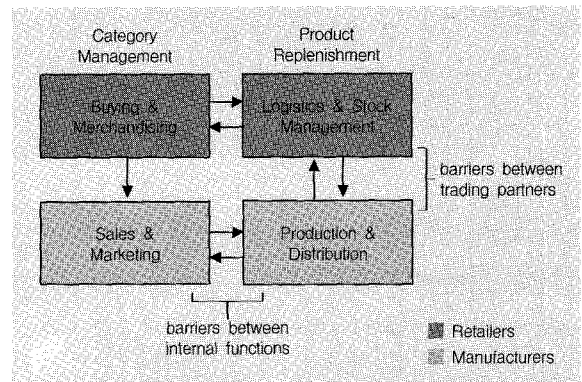 Category
Management
Product
Replenishment
Buying &
Merchandising
Logistics & Stock
Management
barriers between
trading partners
Sales &
Marketing
Production &
Distribution
barriers between
internal functions
Retailers
Manufacturers